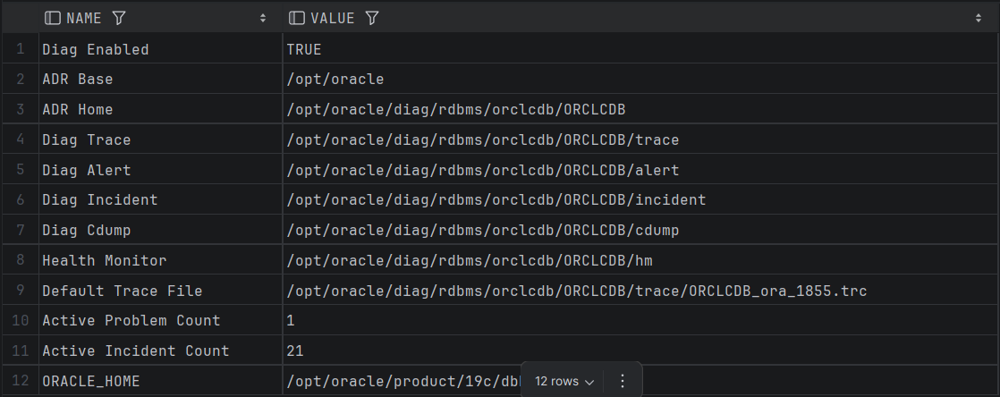 NAME VALUE
1 Diag Enabled TRUE
2 ADR Base /opt/oracle
3 ADR Home /opt/oracle/diag/rdbms/orclcdb/ORCLCDB
4 Diag Trace /opt/oracle/diag/rdbms/orclcdb/ORCLCDB/trace
5 Diag Alert /opt/oracle/diag/rdbms/orclcdb/ORCLCDB/alert
6 Diag Incident /opt/oracle/diag/rdbms/orclcdb/ORCLCDB/incident
7 Diag Cdump /opt/oracle/diag/rdbms/orclcdb/ORCLCDB/cdump
8 Health Monitor /opt/oracle/diag/rdbms/orclcdb/ORCLCDB/hm
9 Default Trace File /opt/oracle/diag/rdbms/orclcdb/ORCLCDB/trace/ORCLCDB_ora_1855.trc
10 Active Problem Count 1
11 Active Incident Count 21
12 ORACLE_HOME /opt/oracle/product/19c/
12 rows